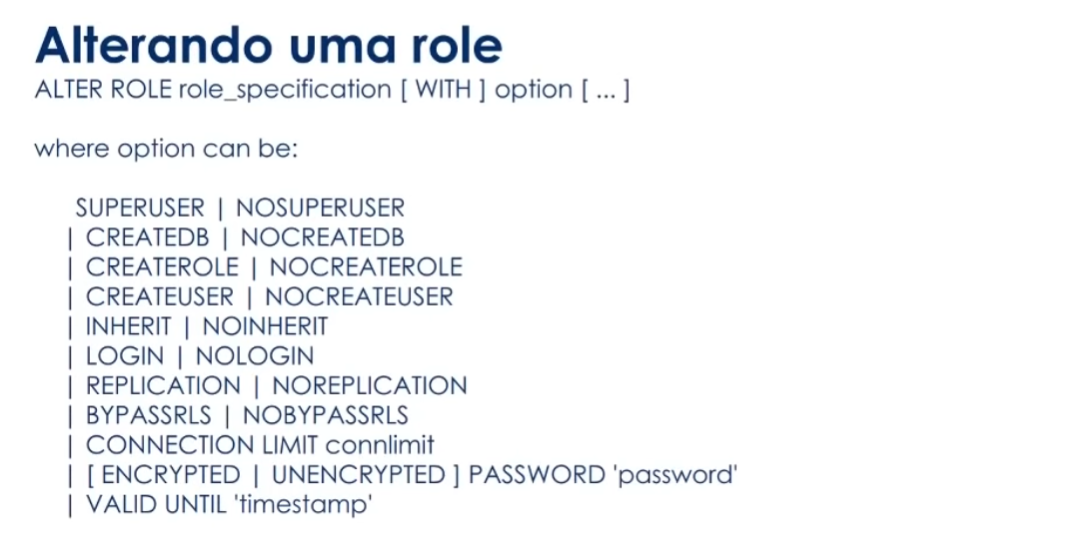 Alterando uma role
ALTER ROLE role_specification [ WITH ] option [ ... ]
where option can be:
SUPERUSER | NOSUPERUSER
| CREATEDB | NOCREATEDB
| CREATEROLE | NOCREATEROLE
| CREATEUSER | NOCREATEUSER
| INHERIT | NOINHERIT
| LOGIN | NOLOGIN
| REPLICATION | NOREPLICATION
| BYPASSRLS | NOBYPASSRLS
| CONNECTION LIMIT connlimit
| [ ENCRYPTED | UNENCRYPTED ] PASSWORD 'password'
| VALID UNTIL 'timestamp'